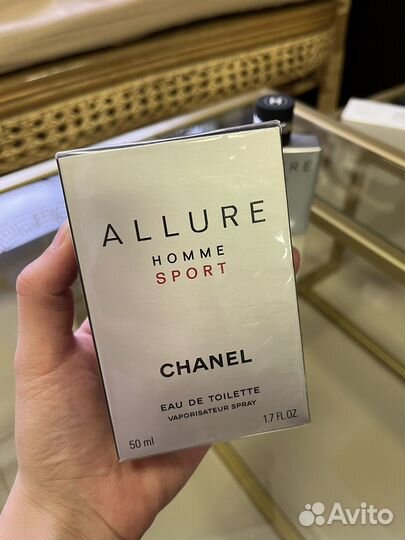 ALLURE
HOMME
SPORT
CHANEL
EAU DE TOILETTE
VAPORISATEUR SPRAY
50 ml
1.7 FL.OZ.
Avito